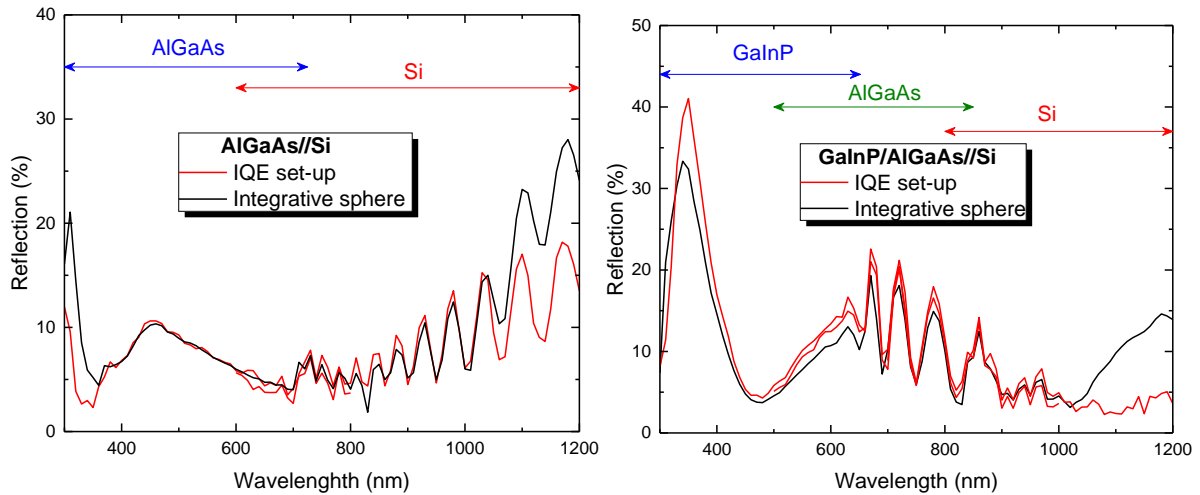 40
30
20
10
0
Reflection (%)
AlGaAs
Si
AlGaAs//Si
IQE set-up
Integrative sphere
400
600
800
1000
1200
Wavelenghth (nm)
50
40
30
20
10
0
Reflection (%)
GaInP
AlGaAs
Si
GaInP/AlGaAs//Si
IQE set-up
Integrative sphere
400
600
800
1000
1200
Wavelength (nm)